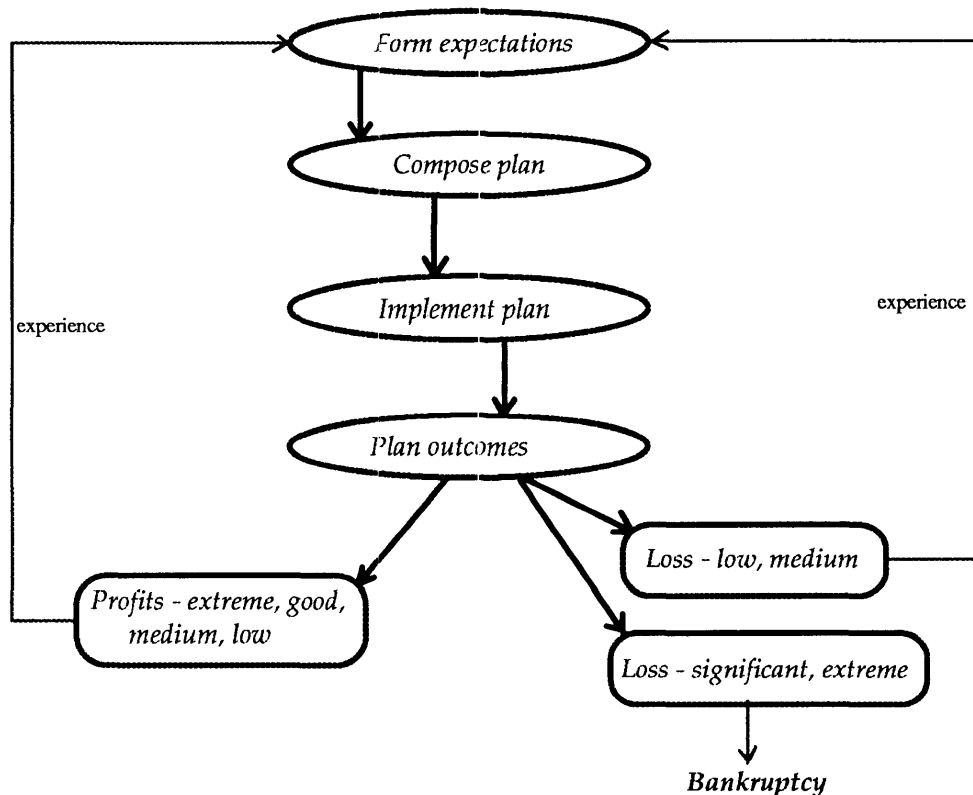 Form expectations
Compose plan
Implement plan
experience
experience
Plan outcomes
Loss - low, medium
Profits - extreme, good,
medium, low
Loss - significant, extreme
Bankruptcy